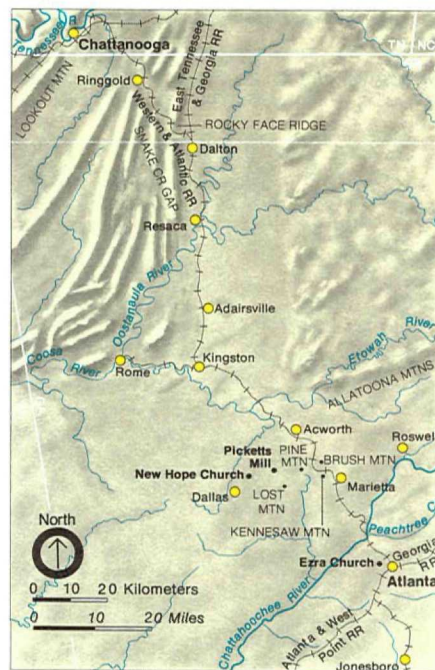 Tennessee R
Chattanooga
TN NC
Ringgold
East Tennessee
& Georgia RR
LOOKOUT MTN
Western & Atlantic RR
ROCKY FACE RIDGE
SNAKE CR GAP
Dalton
Resaca
Oostanaula River
Adairsville
Coosa
River
Rome
Kingston
Etowah River
ALLATOONA MTNS
Acworth
Roswell
Picketts
Mill
PINE
MTN
BRUSH MTN
New Hope Church
Marietta
Dallas
LOST
MTN
KENNESAW MTN
Peachtree C
North
Ezra Church
Georgia
RR
Atlanta
0 10 20 Kilometers
0 10 20 Miles
Chattahoochee River
Atlanta & West
Point RR
Jonesboro